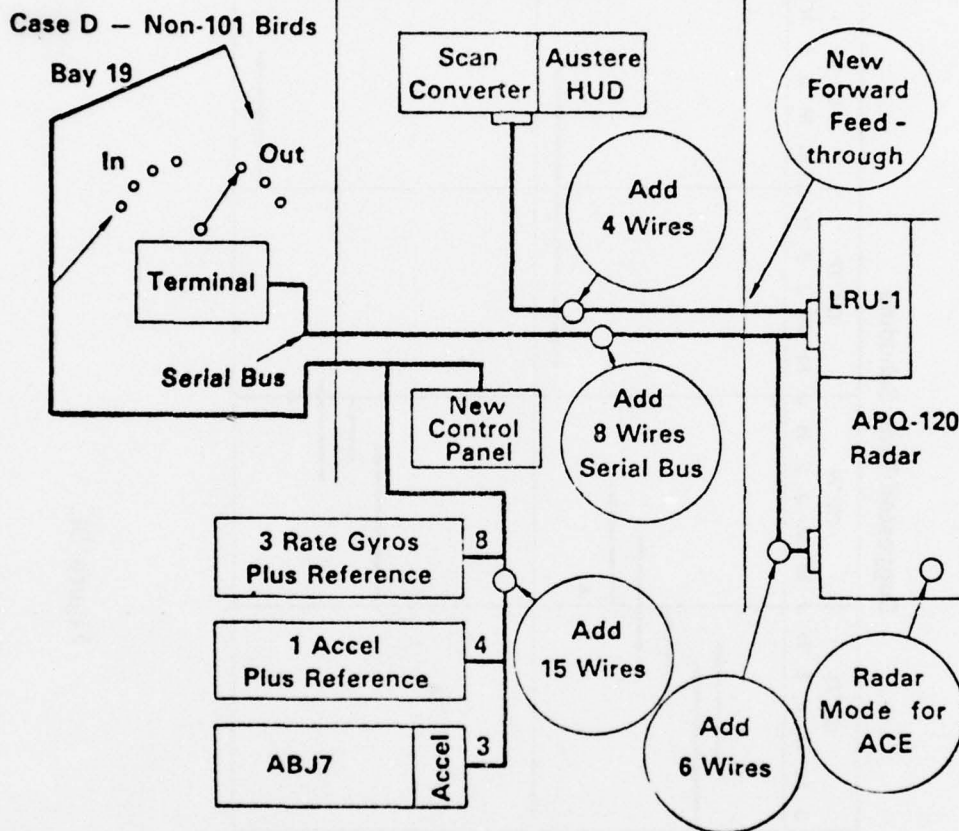 Case D — Non-101 Birds
Bay 19
In
Out
Terminal
Serial Bus
Scan
Converter
Austere
HUD
New
Forward
Feed -
through
Add
4 Wires
LRU-1
Add
8 Wires
Serial Bus
New
Control
Panel
APQ-120
Radar
3 Rate Gyros
Plus Reference
8
1 Accel
Plus Reference
4
ABJ7
Accel
3
Add
15 Wires
Add
6 Wires
Radar
Mode for
ACE